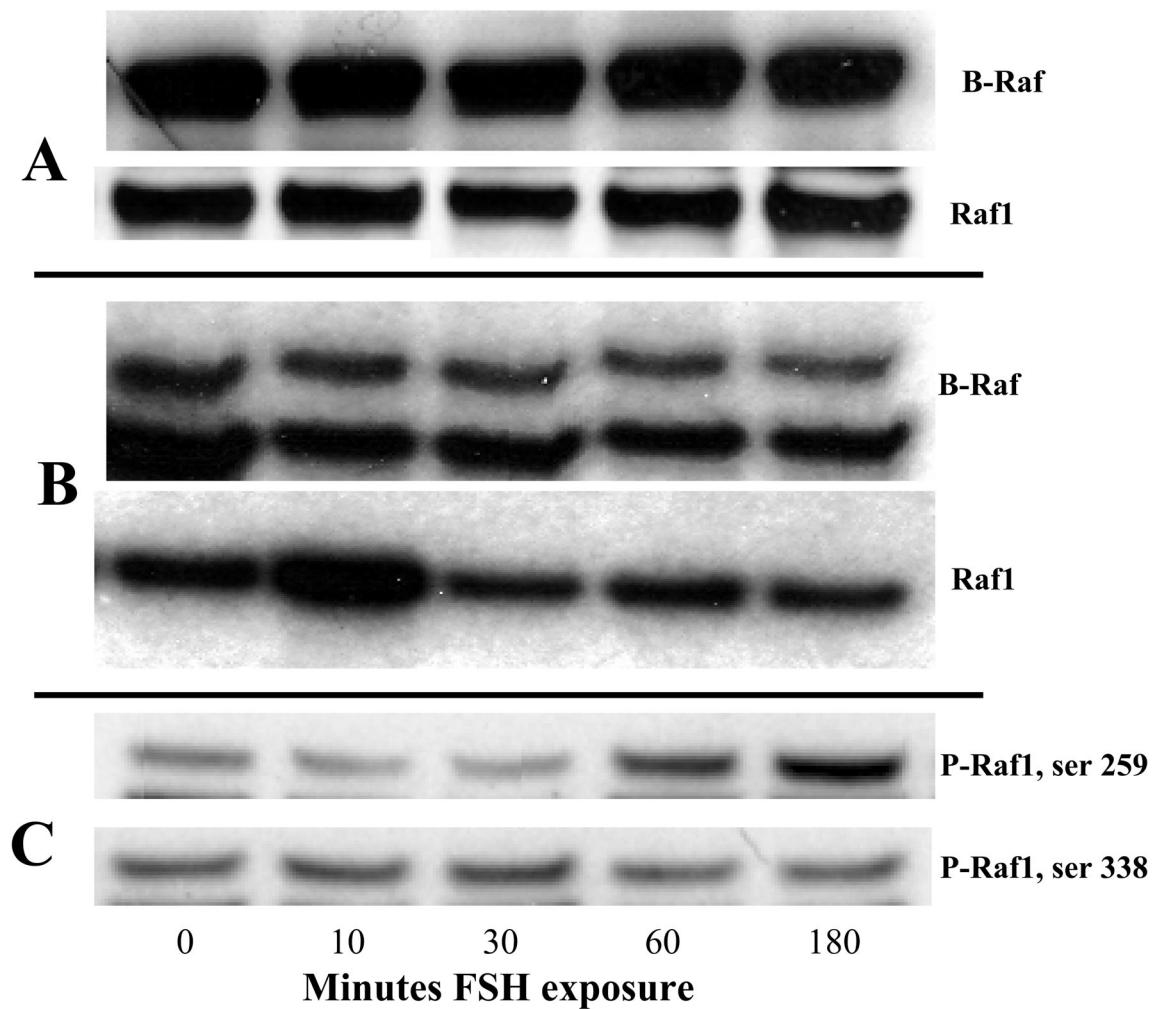 A
B-Raf
Raf1
B
B-Raf
Raf1
C
P-Raf1, ser 259
P-Raf1, ser 338
0 10 30 60 180
Minutes FSH exposure